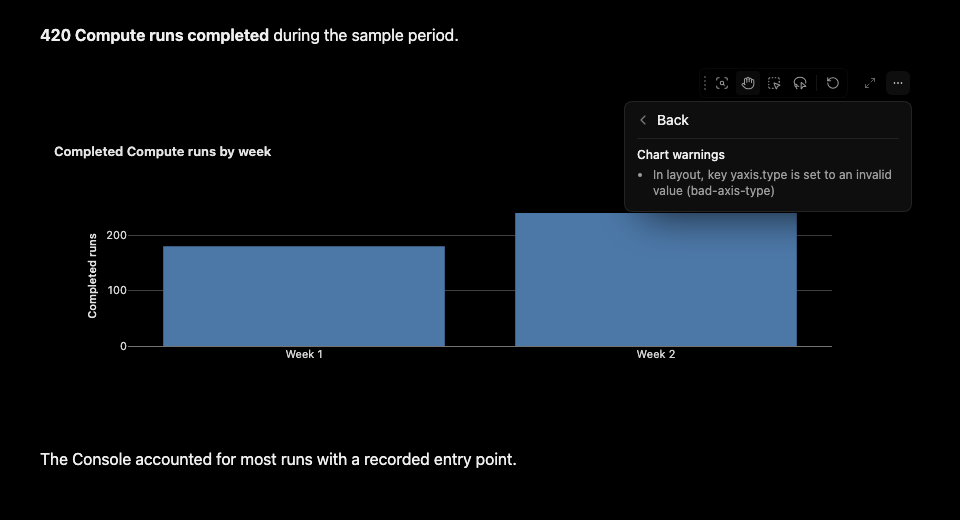 420 Compute runs completed during the sample period.
Back
Chart warnings
In layout, key yaxis.type is set to an invalid
value (bad-axis-type)
Completed Compute runs by week
Completed runs
200
100
0
Week 1
Week 2
The Console accounted for most runs with a recorded entry point.